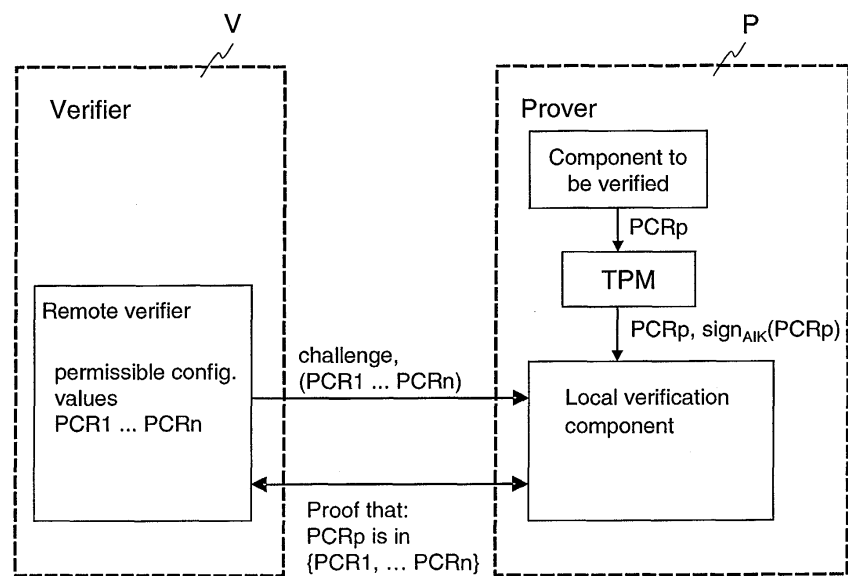 V
P
Verifier
Prover
Component to
be verified
PCRp
TPM
PCRp, sign_AIK(PCRp)
Remote verifier
permissible config.
values
PCR1 ... PCRn
challenge,
(PCR1 ... PCRn)
Local verification
component
Proof that:
PCRp is in
{PCR1, ... PCRn}